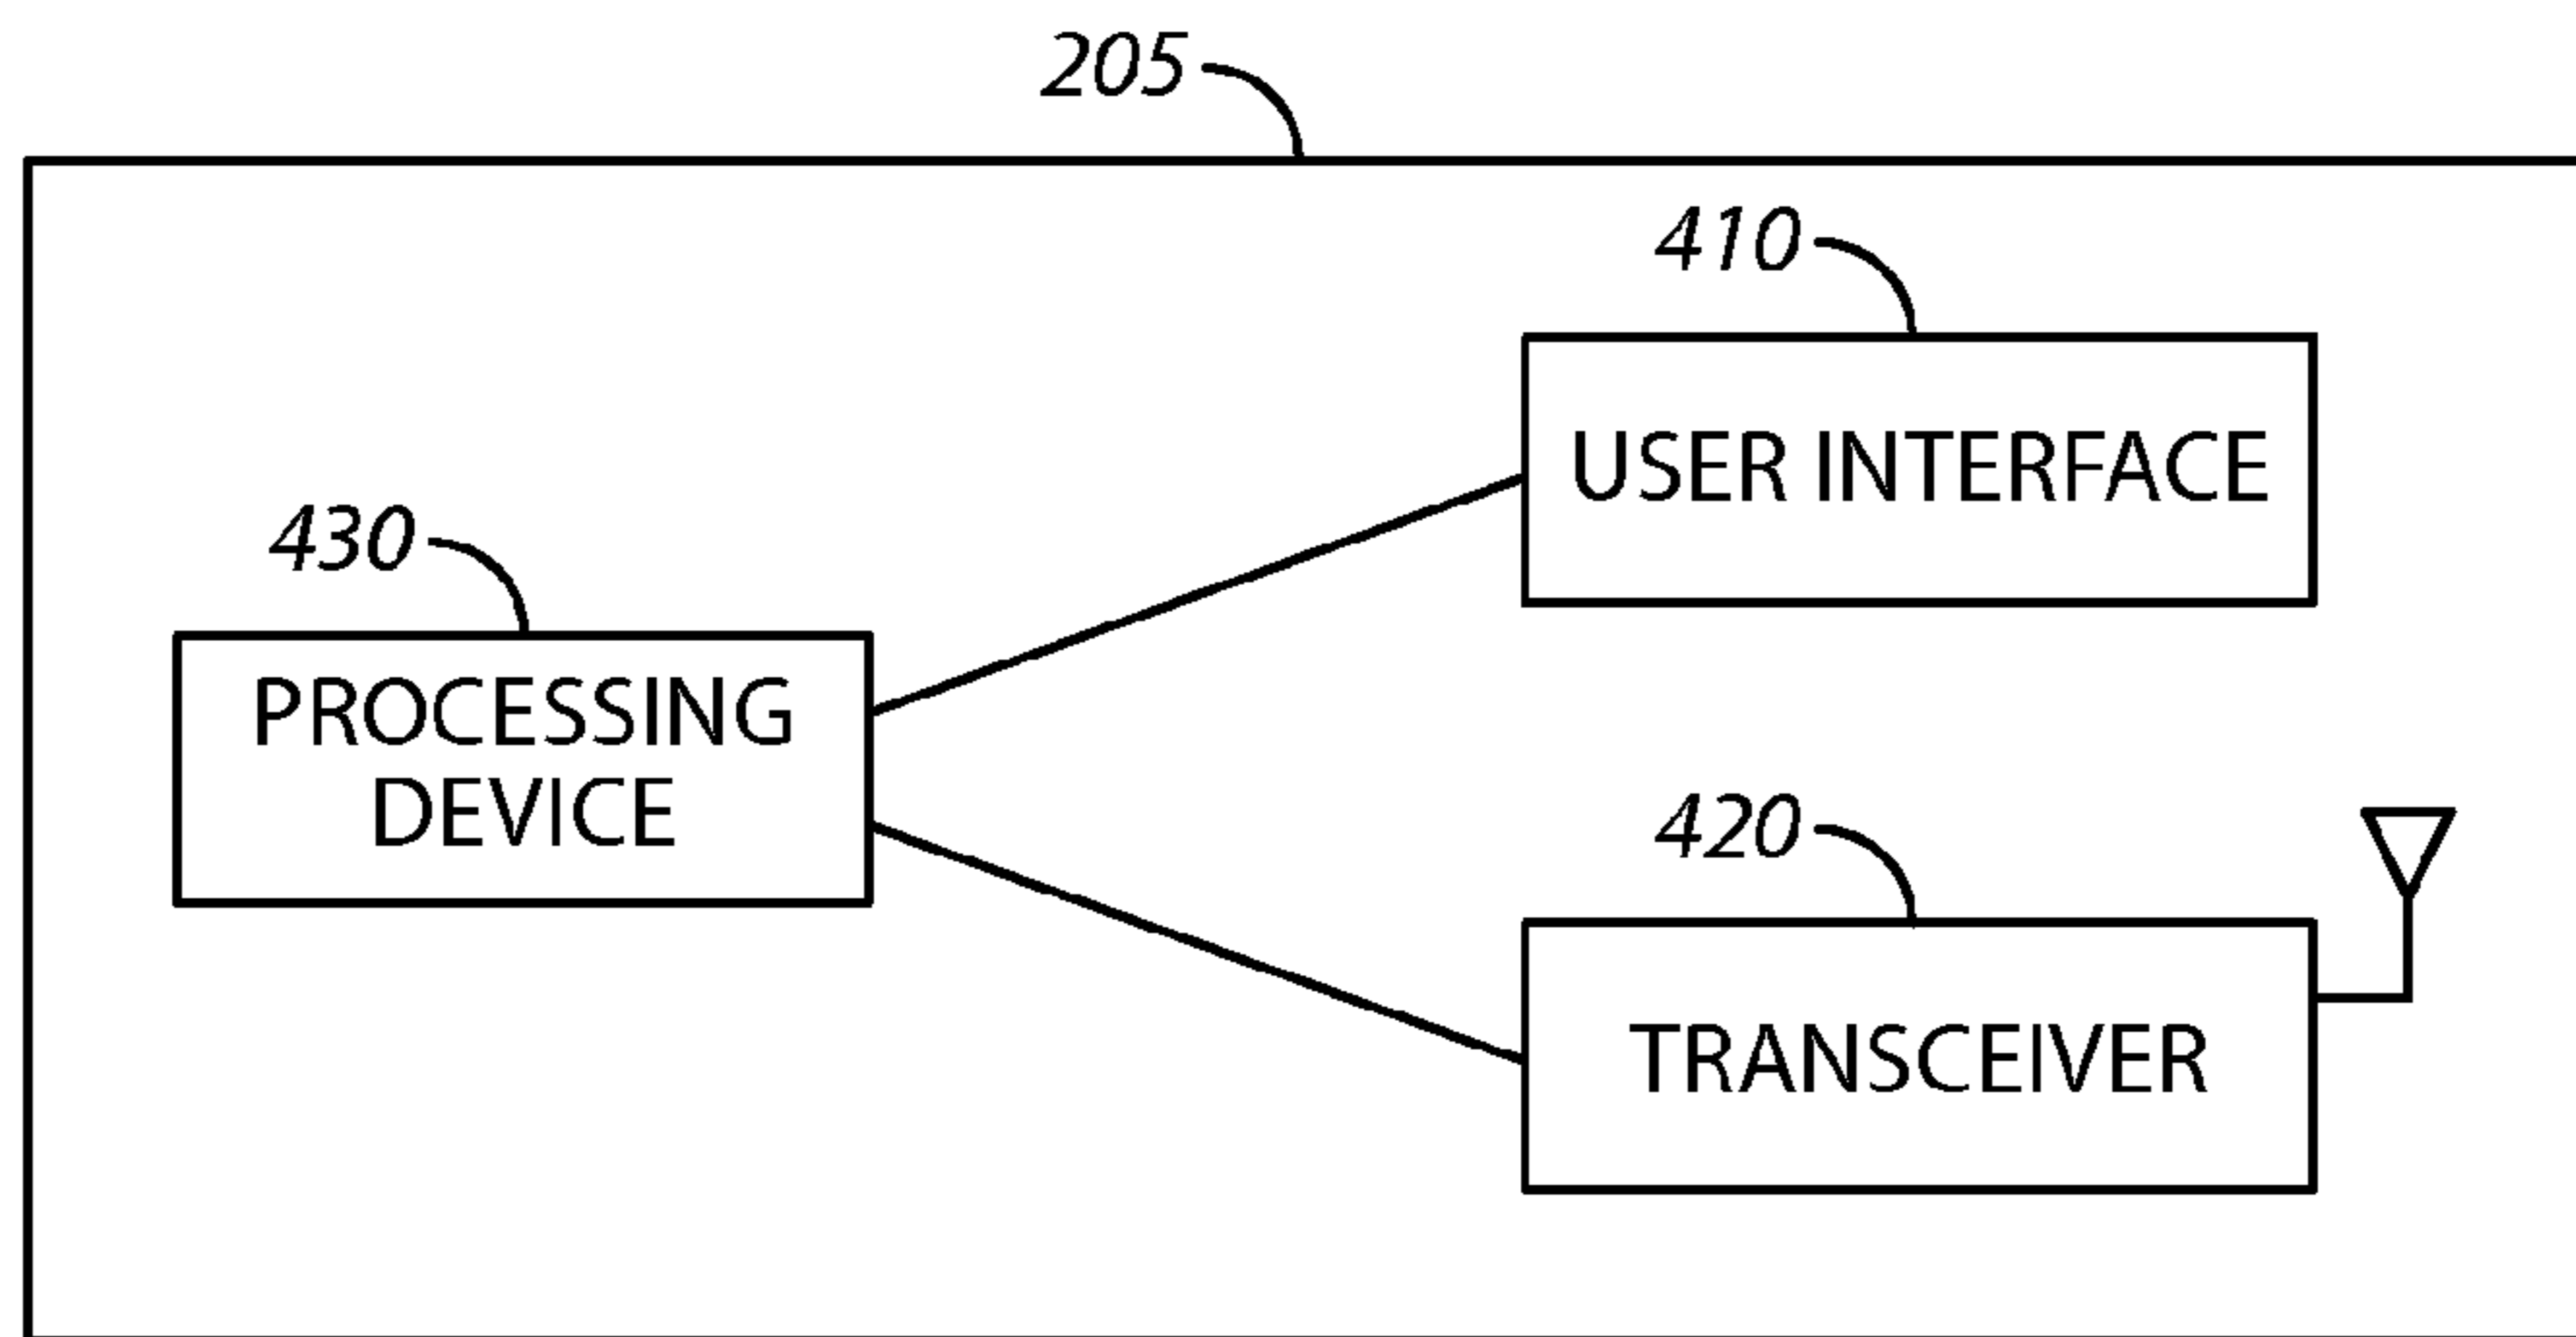 205
410
USER INTERFACE
430
PROCESSING
DEVICE
420
TRANSCEIVER